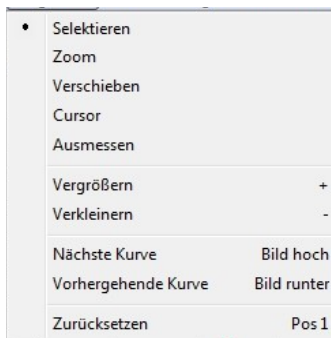 Selektieren
Zoom
Verschieben
Cursor
Ausmessen
Vergrößern +
Verkleinern -
Nächste Kurve Bild hoch
Vorhergehende Kurve Bild runter
Zurücksetzen Pos 1